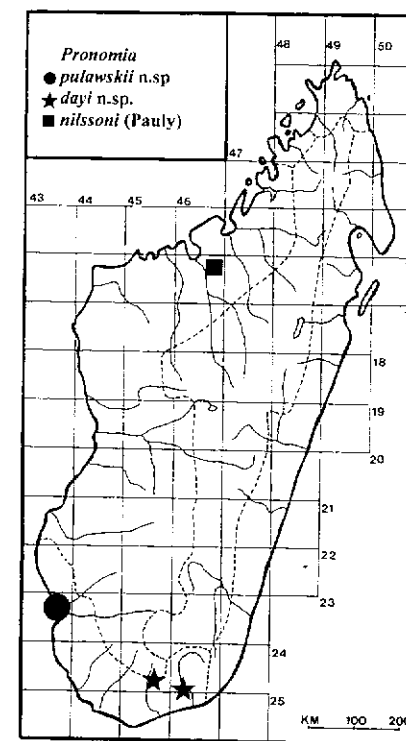 Pronomia
● pulawskii n.sp
★ dayi n.sp.
■ nilssoni (Pauly)
48 49 50
47
43 44 45 46
18
19
20
21
22
23
24
25
KM 100 200